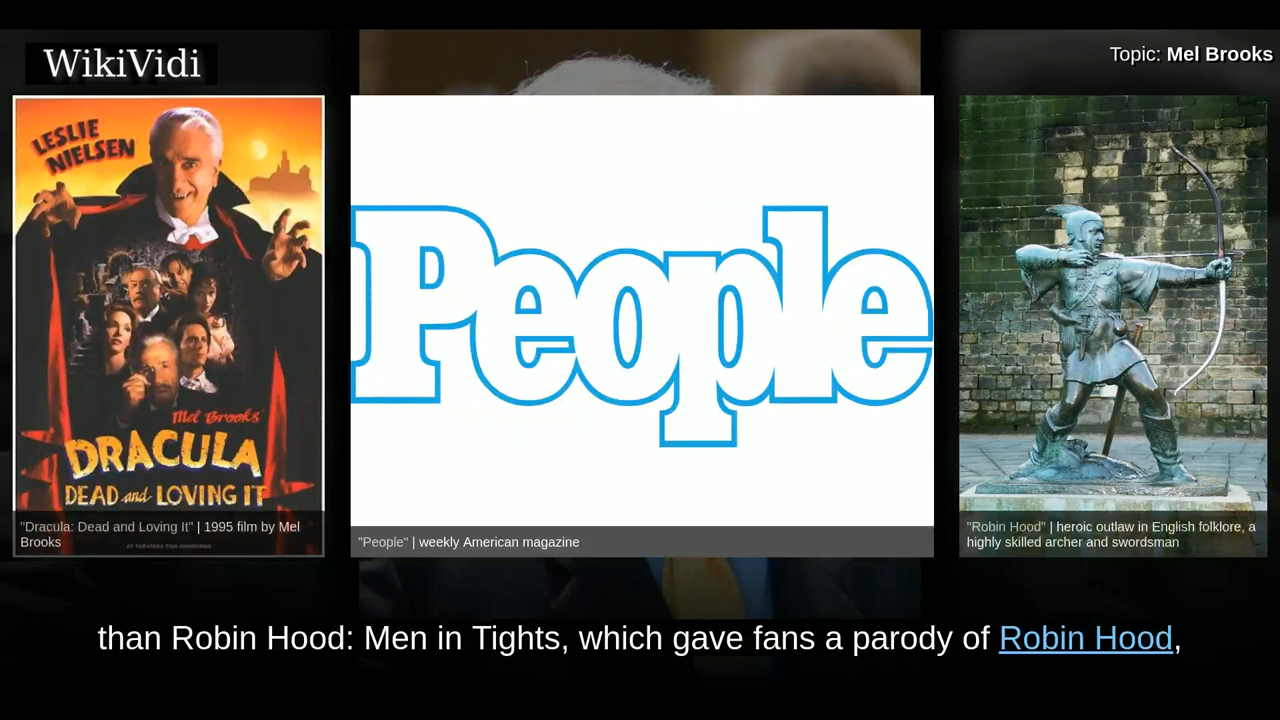 WikiVidi
Topic: Mel Brooks
LESLIE
NIELSEN
Mel Brooks'
DRACULA
DEAD and LOVING IT
"Dracula: Dead and Loving It" | 1995 film by Mel
Brooks
People
"People" | weekly American magazine
"Robin Hood" | heroic outlaw in English folklore, a
highly skilled archer and swordsman
than Robin Hood: Men in Tights, which gave fans a parody of Robin Hood,